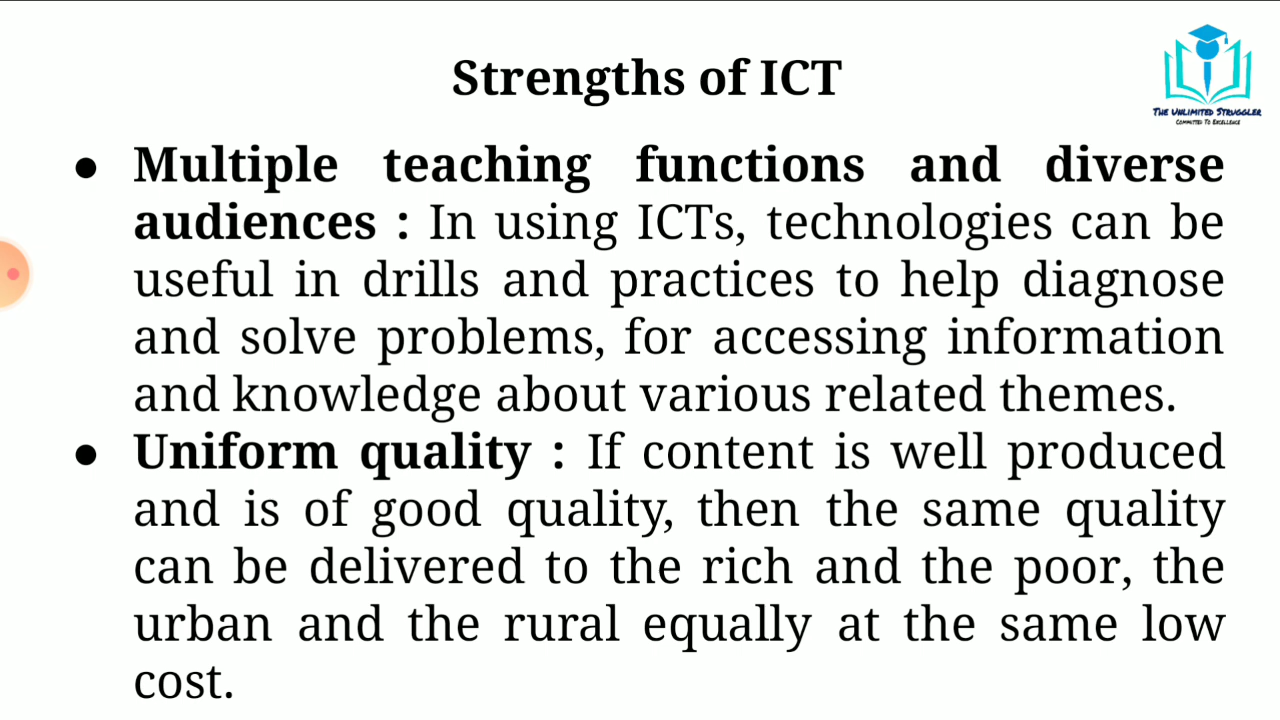 Strengths of ICT
THE UNLIMITED STRUGGLER
COMMITTED TO EXCELLENCE
● Multiple teaching functions and diverse
audiences : In using ICTs, technologies can be
useful in drills and practices to help diagnose
and solve problems, for accessing information
and knowledge about various related themes.
● Uniform quality : If content is well produced
and is of good quality, then the same quality
can be delivered to the rich and the poor, the
urban and the rural equally at the same low
cost.